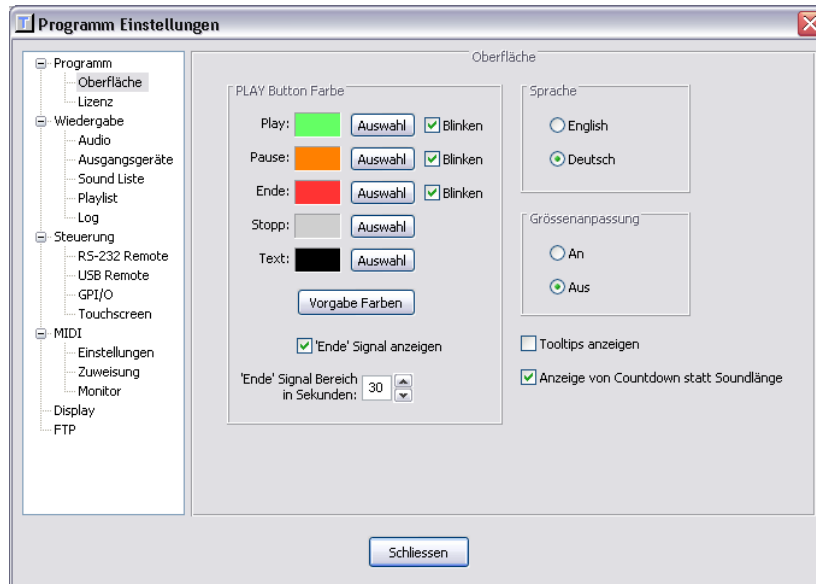 Programm Einstellungen
Programm
Oberfläche
Lizenz
Wiedergabe
Audio
Ausgangsgeräte
Sound Liste
Playlist
Log
Steuerung
RS-232 Remote
USB Remote
GPI/O
Touchscreen
MIDI
Einstellungen
Zuweisung
Monitor
Display
FTP
Oberfläche
PLAY Button Farbe
Play: Auswahl Blinken
Pause: Auswahl Blinken
Ende: Auswahl Blinken
Stopp: Auswahl
Text: Auswahl
Vorgabe Farben
'Ende' Signal anzeigen
'Ende' Signal Bereich
in Sekunden: 30
Sprache
English
Deutsch
Grössenanpassung
An
Aus
Tooltips anzeigen
Anzeige von Countdown statt Soundlänge
Schliessen